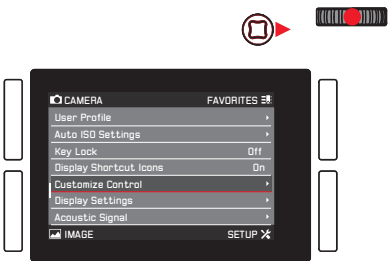 CAMERA FAVORITES
User Profile
Auto ISO Settings
Key Lock Off
Display Shortcut Icons On
Customize Control
Display Settings
Acoustic Signal
IMAGE SETUP